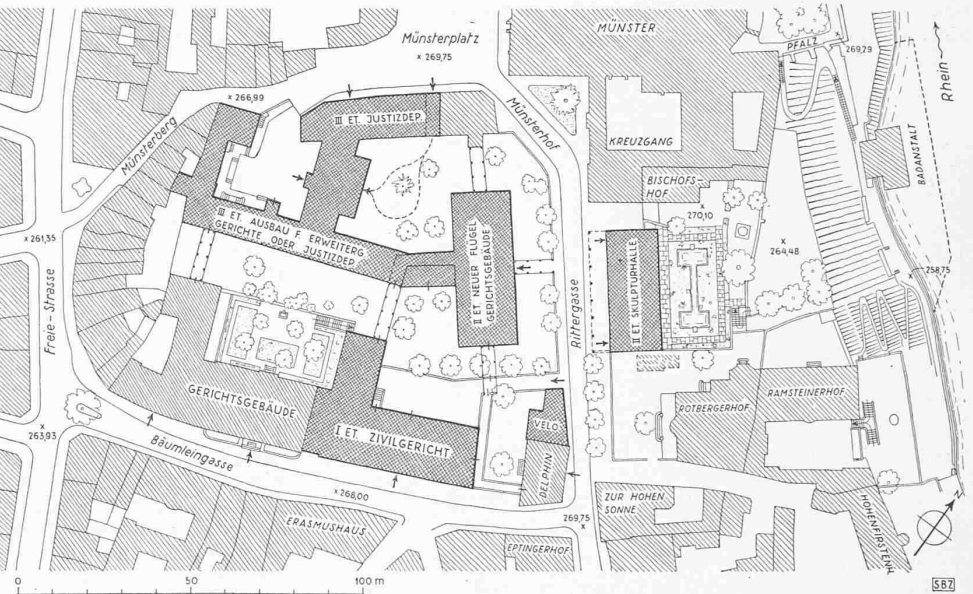 Münsterplatz
× 269,75
MÜNSTER
PFALZ
× 269,29
Rhein
× 266,99
III ET. JUSTIZDEP.
Münsterhof
Münsterberg
KREUZGANG
BADANSTALT
BISCHOFS-
HOF
×
270,10
III ET. AUSBAU F. ERWEITERG
GERICHTE ODER JUSTIZDEP.
× 261,55
×
264,48
× 258,75
II ET. NEUER FLÜGEL
GERICHTSGEBÄUDE
II ET. SKULPTURHALLE
Freie-Strasse
Rittergasse
GERICHTSGEBÄUDE
ROTBERGERHOF
RAMSTEINERHOF
VELO
×
263,93
I ET. ZIVILGERICHT
Bäumleingasse
DELPHIN
× 268,00
ZUR HOHEN
SONNE
HOHENFIRSTENH.
N
ERASMUSHAUS
269,75
×
EPTINGERHOF
0 50 100 m
SBZ